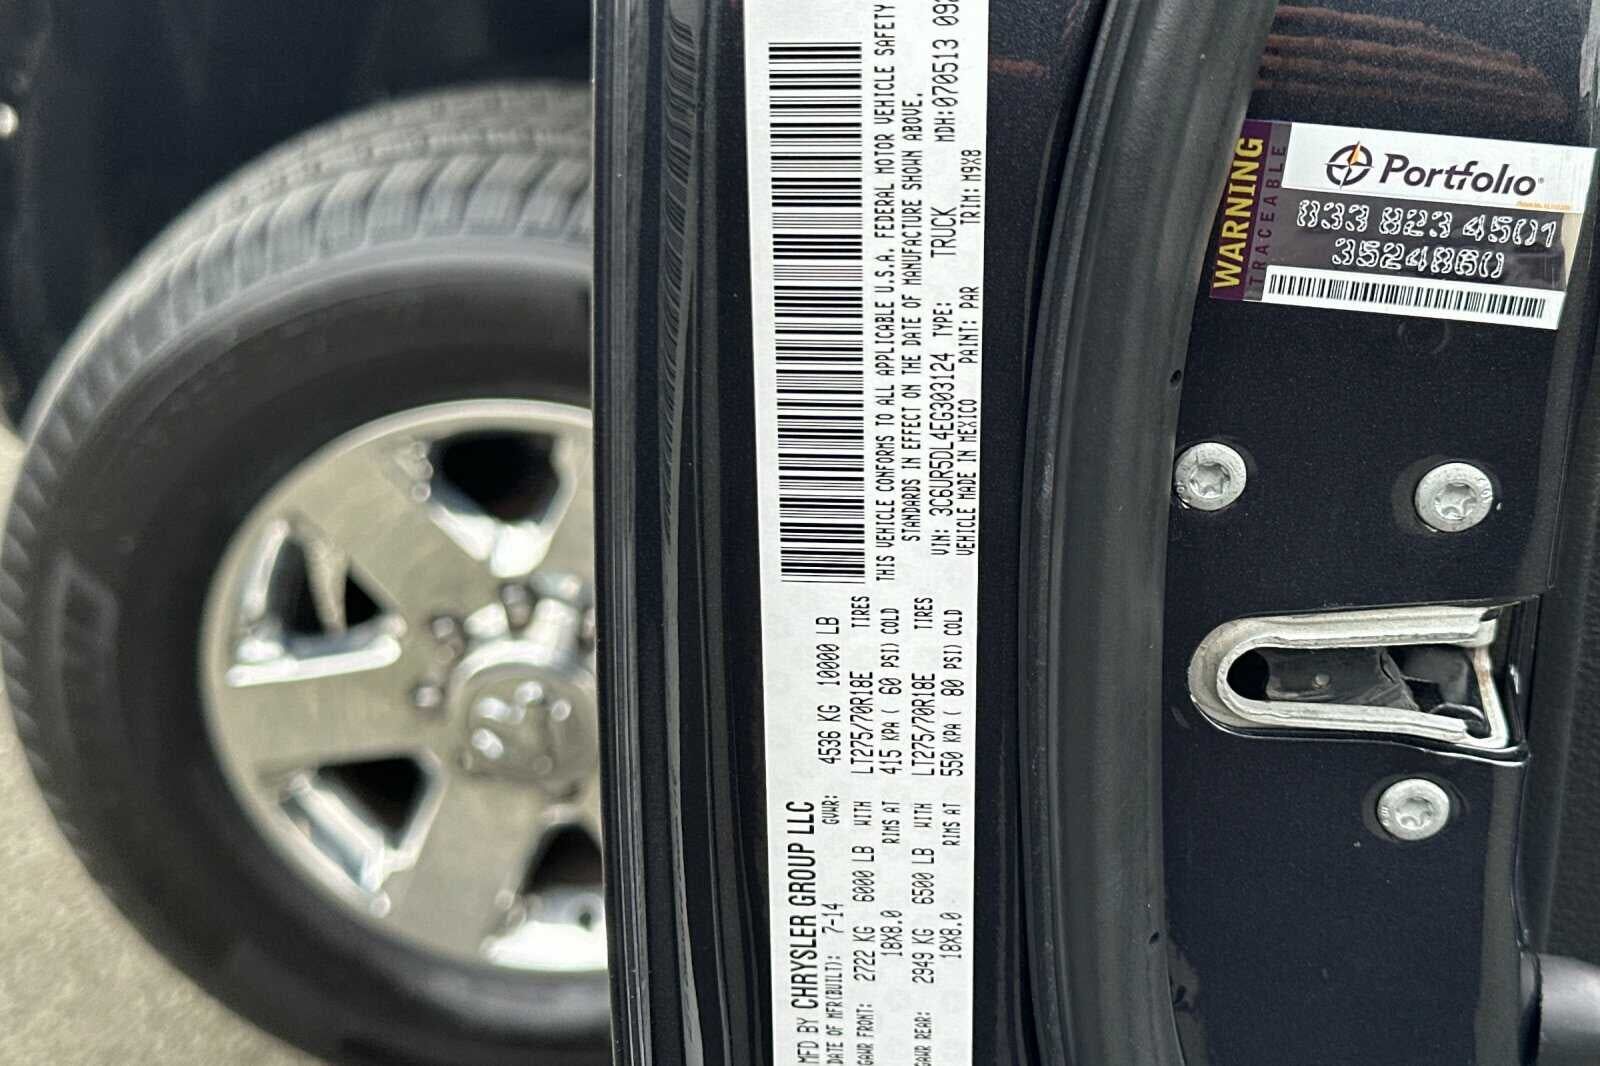 MFD BY CHRYSLER GROUP LLC
DATE OF MFR(BUILT): 7-14 GVWR: 4536 KG 10000 LB
GAWR FRONT: 2722 KG 6000 LB WITH LT275/70R18E TIRES
18X8.0 RIMS AT 415 KPA( 60 PSI) COLD
GAWR REAR: 2949 KG 6500 LB WITH LT275/70R18E TIRES
18X8.0 RIMS AT 550 KPA( 80 PSI) COLD
THIS VEHICLE CONFORMS TO ALL APPLICABLE U.S.A. FEDERAL MOTOR VEHICLE SAFETY
STANDARDS IN EFFECT ON THE DATE OF MANUFACTURE SHOWN ABOVE.
VIN: 3C6UR5DL4EG303124 TYPE: TRUCK MDH:070513 092
VEHICLE MADE IN MEXICO PAINT: PAR TRIM: M9X8
WARNING
TRACEABLE
Portfolio
833 823 4501
3524860